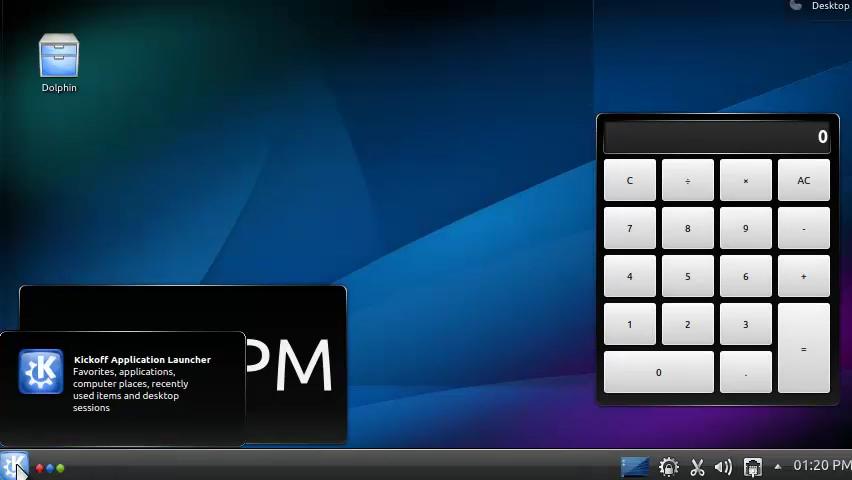 Desktop
Dolphin
0
C ÷ × AC
7 8 9 -
4 5 6 +
1 2 3
0 . =
PM
Kickoff Application Launcher
Favorites, applications,
computer places, recently
used items and desktop
sessions
01:20 PM